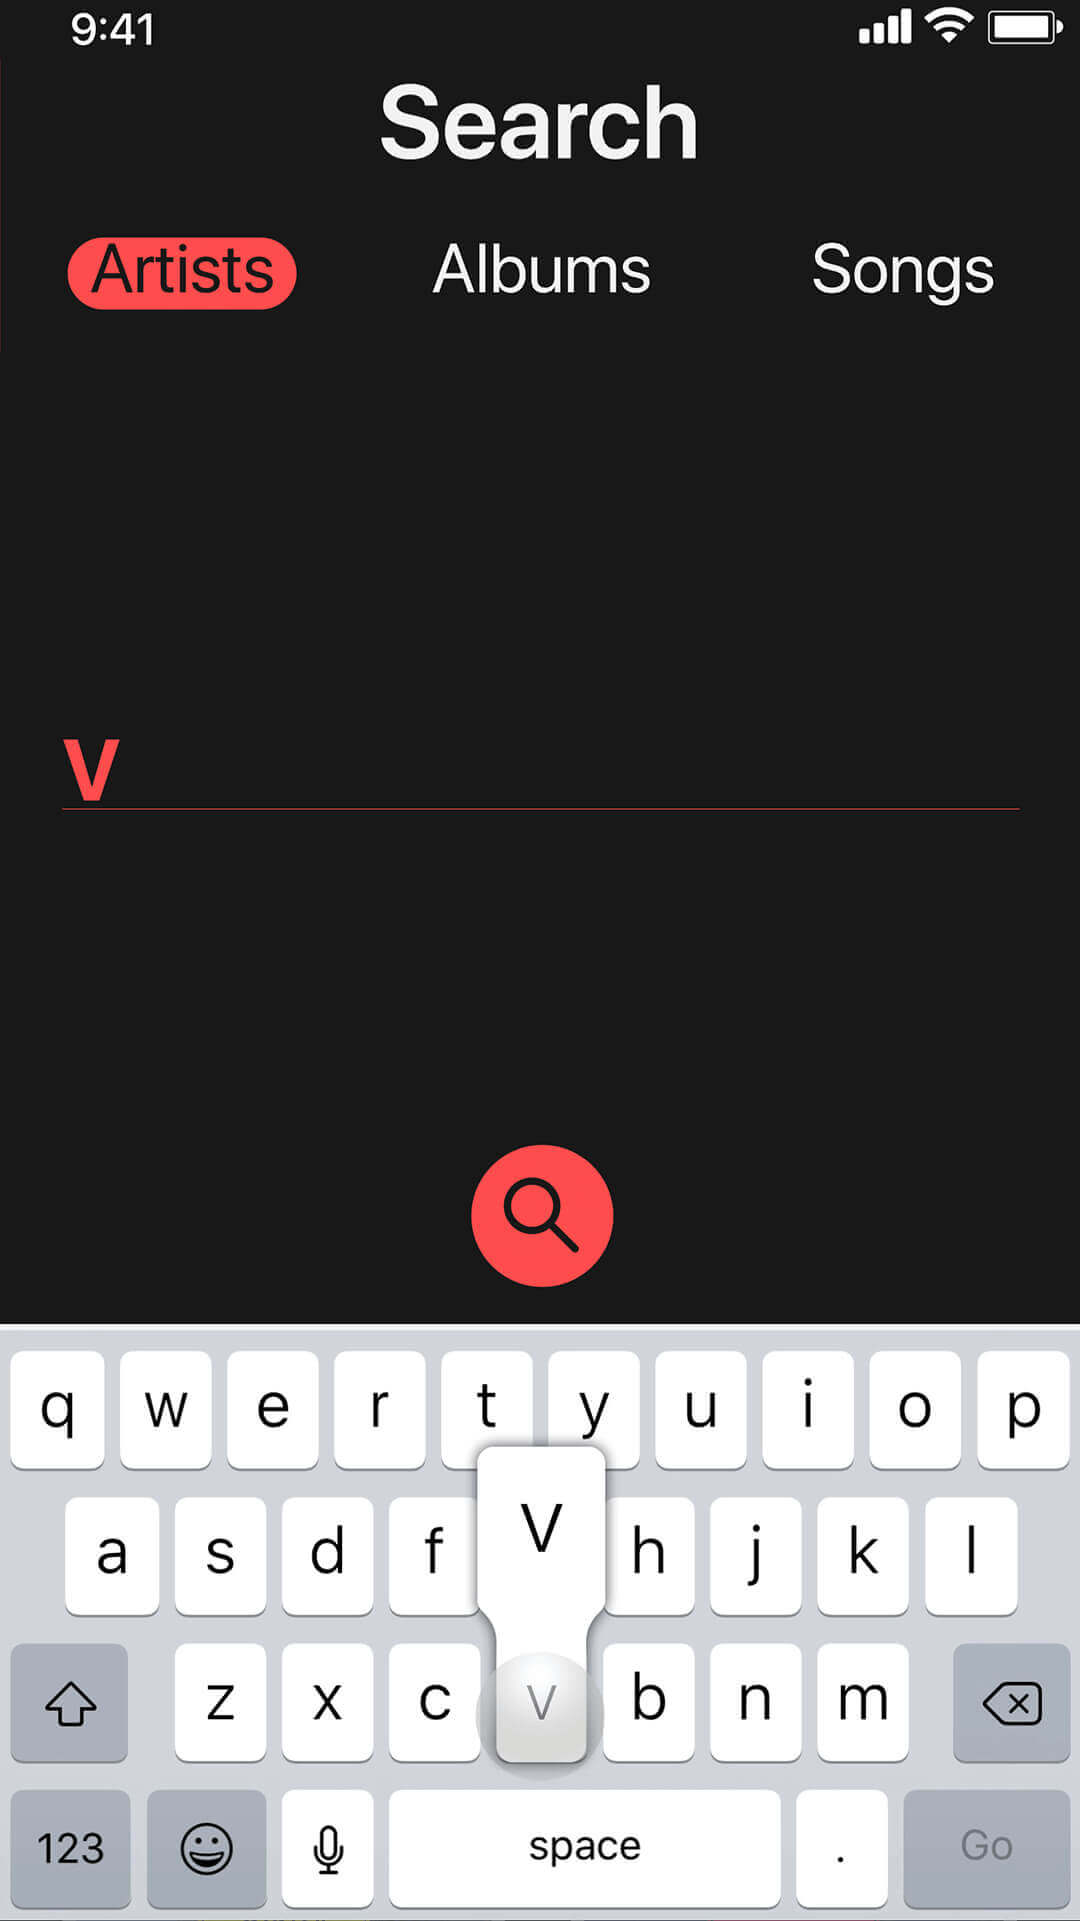 9:41
Search
Artists Albums Songs
V
q w e r t y u i o p
a s d f V h j k l
z x c v b n m
123 space . Go